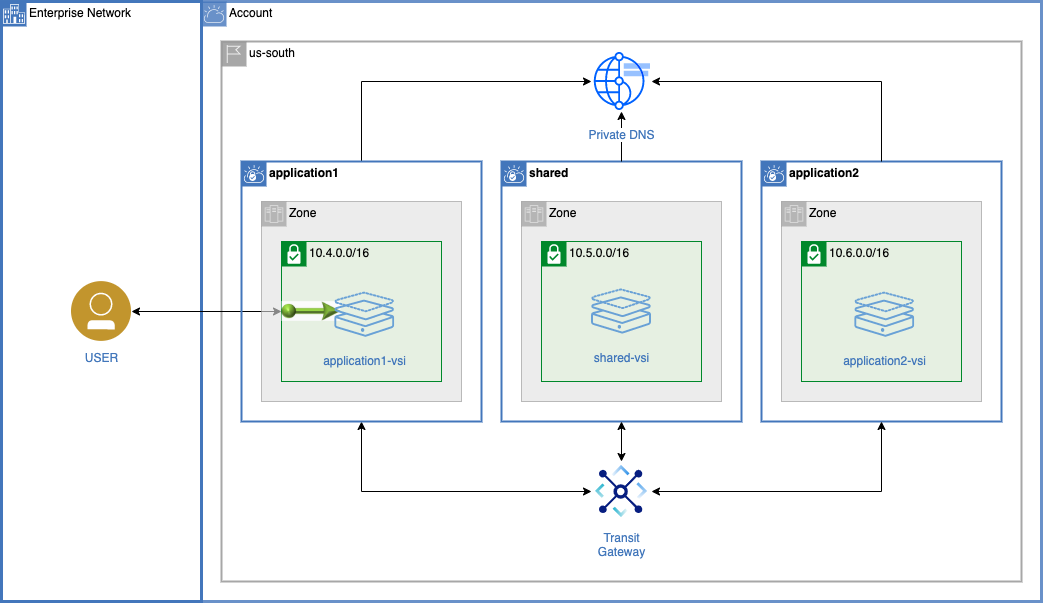 Enterprise Network
Account
us-south
Private DNS
application1
shared
application2
Zone
Zone
Zone
10.4.0.0/16
10.5.0.0/16
10.6.0.0/16
USER
application1-vsi
shared-vsi
application2-vsi
Transit
Gateway